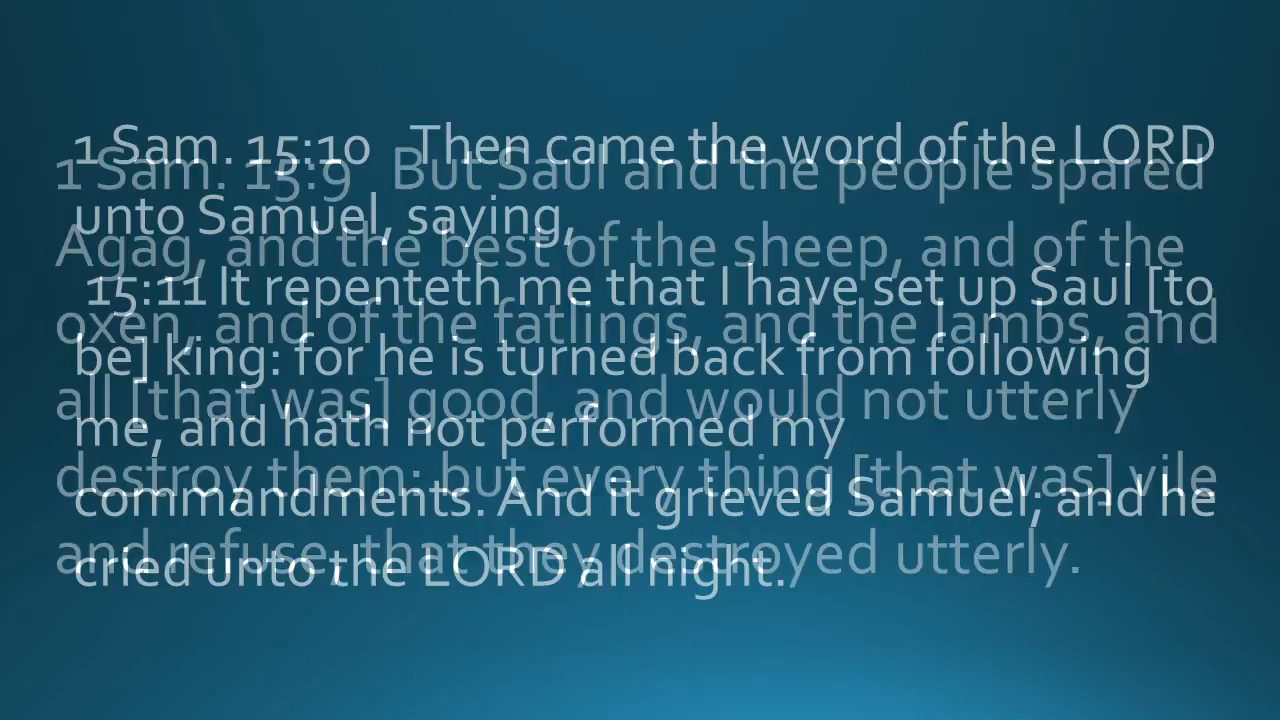 1 Sam. 15:10 Then came the word of the LORD
unto Samuel, saying,
15:11 It repenteth me that I have set up Saul [to
be] king: for he is turned back from following
me, and hath not performed my
commandments. And it grieved Samuel; and he
cried unto the LORD all night.
1 Sam. 15:9 But Saul and the people spared
Agag, and the best of the sheep, and of the
oxen, and of the fatlings, and the lambs, and
all [that was] good, and would not utterly
destroy them: but every thing [that was] vile
and refuse, that they destroyed utterly.